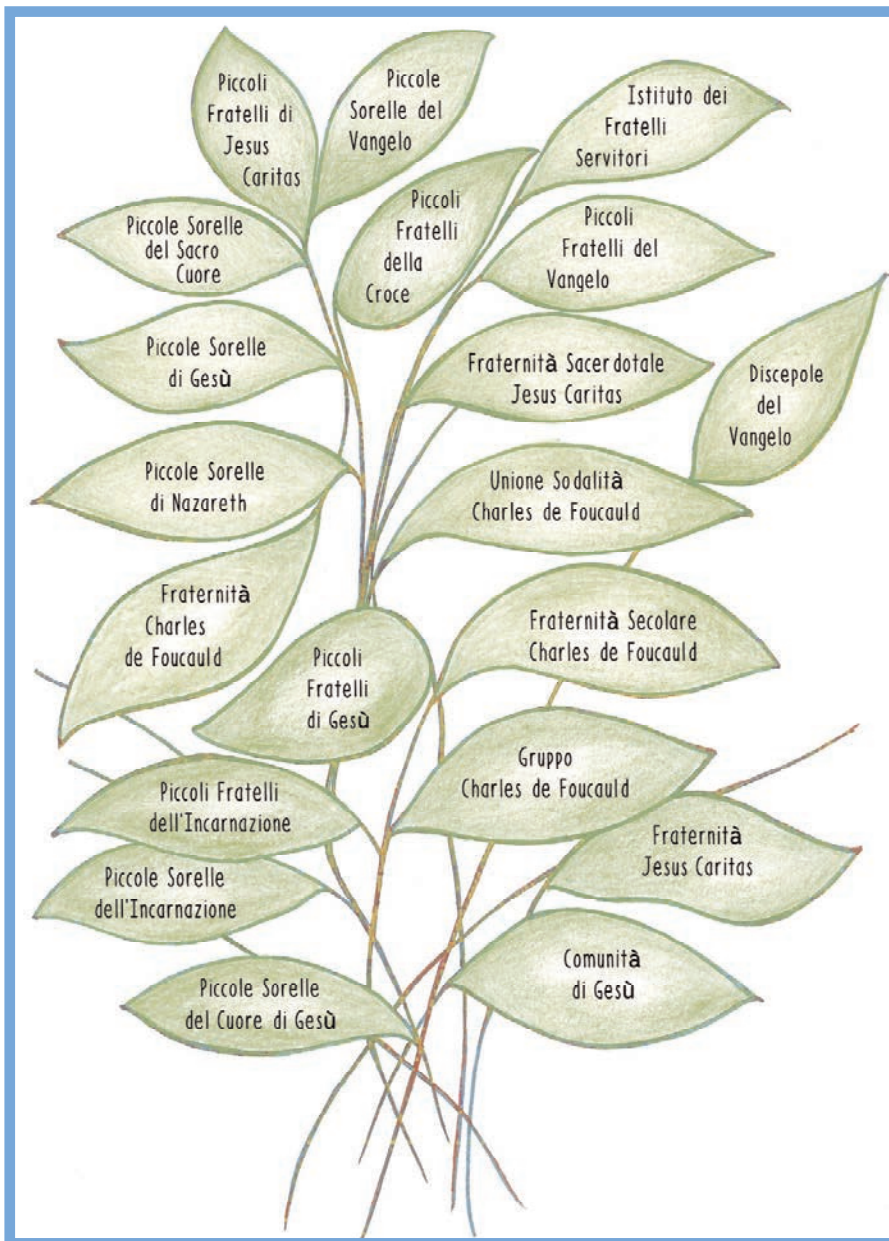 Piccoli
Fratelli di
Jesus
Caritas
Piccole
Sorelle del
Vangelo
Istituto dei
Fratelli
Servitori
Piccoli
Fratelli
della
Croce
Piccole Sorelle
del Sacro
Cuore
Piccoli
Fratelli del
Vangelo
Piccole Sorelle
di Gesù
Fraternità Sacerdotale
Jesus Caritas
Discepole
del
Vangelo
Piccole Sorelle
di Nazareth
Unione Sodalità
Charles de Foucauld
Fraternità
Charles
de Foucauld
Fraternità Secolare
Charles de Foucauld
Piccoli
Fratelli
di Gesù
Gruppo
Charles de Foucauld
Piccoli Fratelli
dell'Incarnazione
Fraternità
Jesus Caritas
Piccole Sorelle
dell'Incarnazione
Comunità
di Gesù
Piccole Sorelle
del Cuore di Gesù